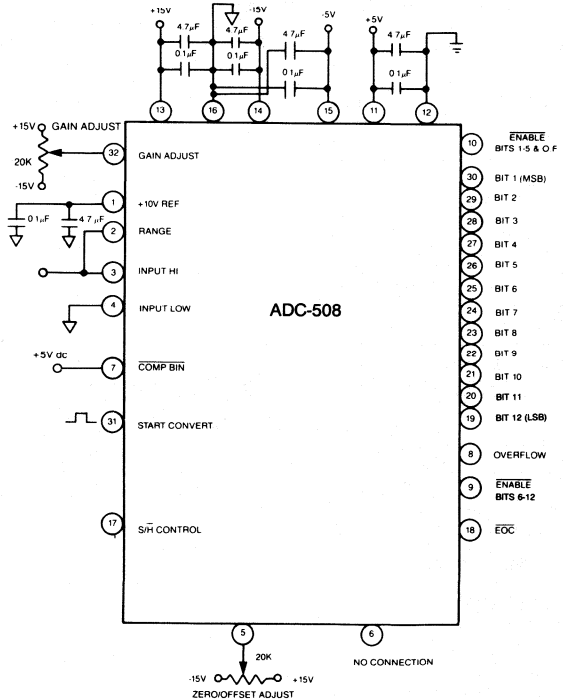 +15V
-15V
-5V
+5V
4.7µF
4.7µF
4.7µF
4.7µF
0.1µF
0.1µF
0.1µF
0.1µF
13
16
14
15
11
12
+15V
GAIN ADJUST
20K
-15V
32
GAIN ADJUST
1
+10V REF
0.1µF
4.7µF
2
RANGE
3
INPUT HI
4
INPUT LOW
+5V dc
7
COMP BIN
31
START CONVERT
17
S/H CONTROL
ADC-508
10
ENABLE
BITS 1-5 & O.F
30
BIT 1 (MSB)
29
BIT 2
28
BIT 3
27
BIT 4
26
BIT 5
25
BIT 6
24
BIT 7
23
BIT 8
22
BIT 9
21
BIT 10
20
BIT 11
19
BIT 12 (LSB)
8
OVERFLOW
9
ENABLE
BITS 6-12
18
EOC
5
6
20K
NO CONNECTION
-15V
+15V
ZERO/OFFSET ADJUST